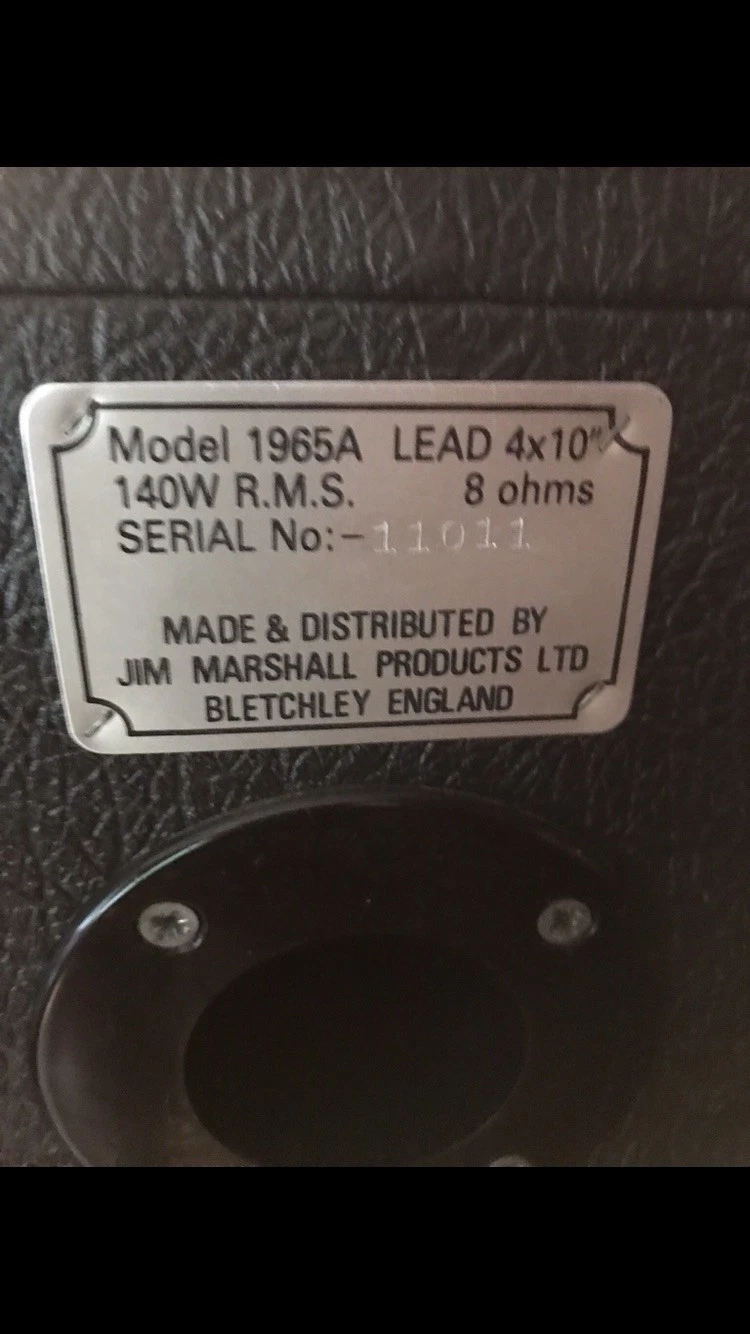 Model 1965A LEAD 4x10"
140W R.M.S. 8 ohms
SERIAL No:-11011
MADE & DISTRIBUTED BY
JIM MARSHALL PRODUCTS LTD
BLETCHLEY ENGLAND